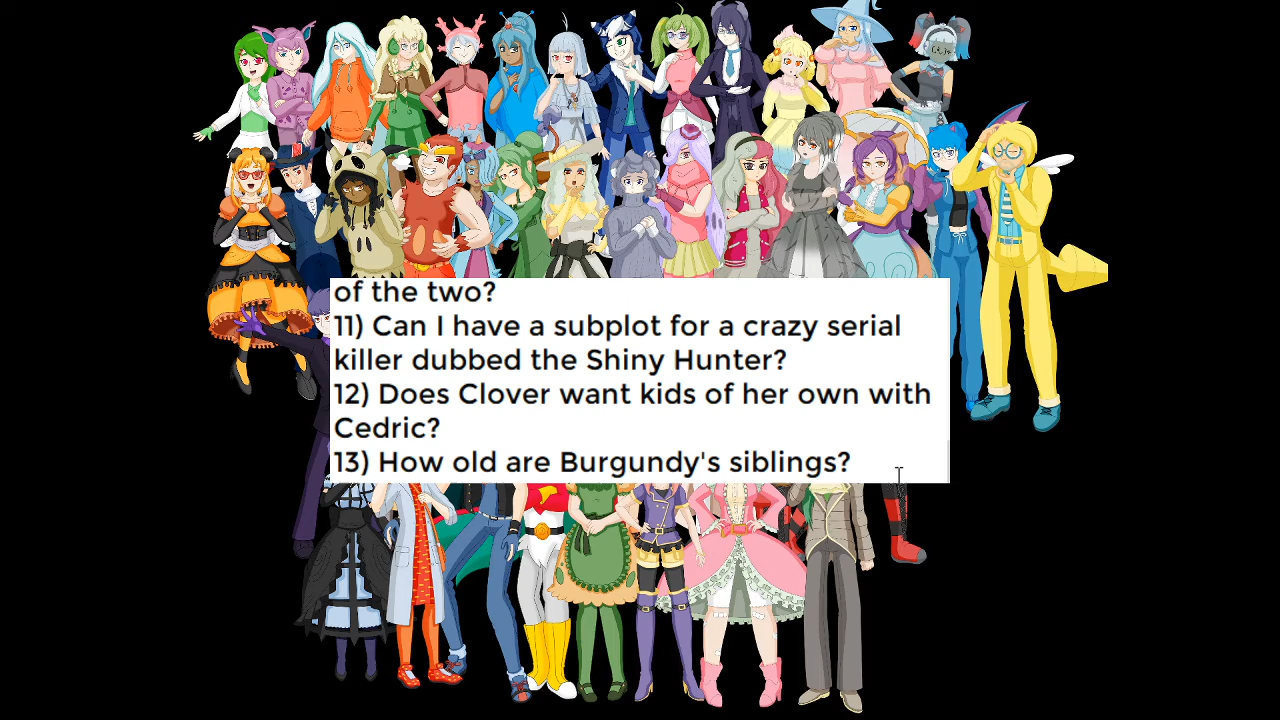 of the two?
11) Can I have a subplot for a crazy serial
killer dubbed the Shiny Hunter?
12) Does Clover want kids of her own with
Cedric?
13) How old are Burgundy's siblings?